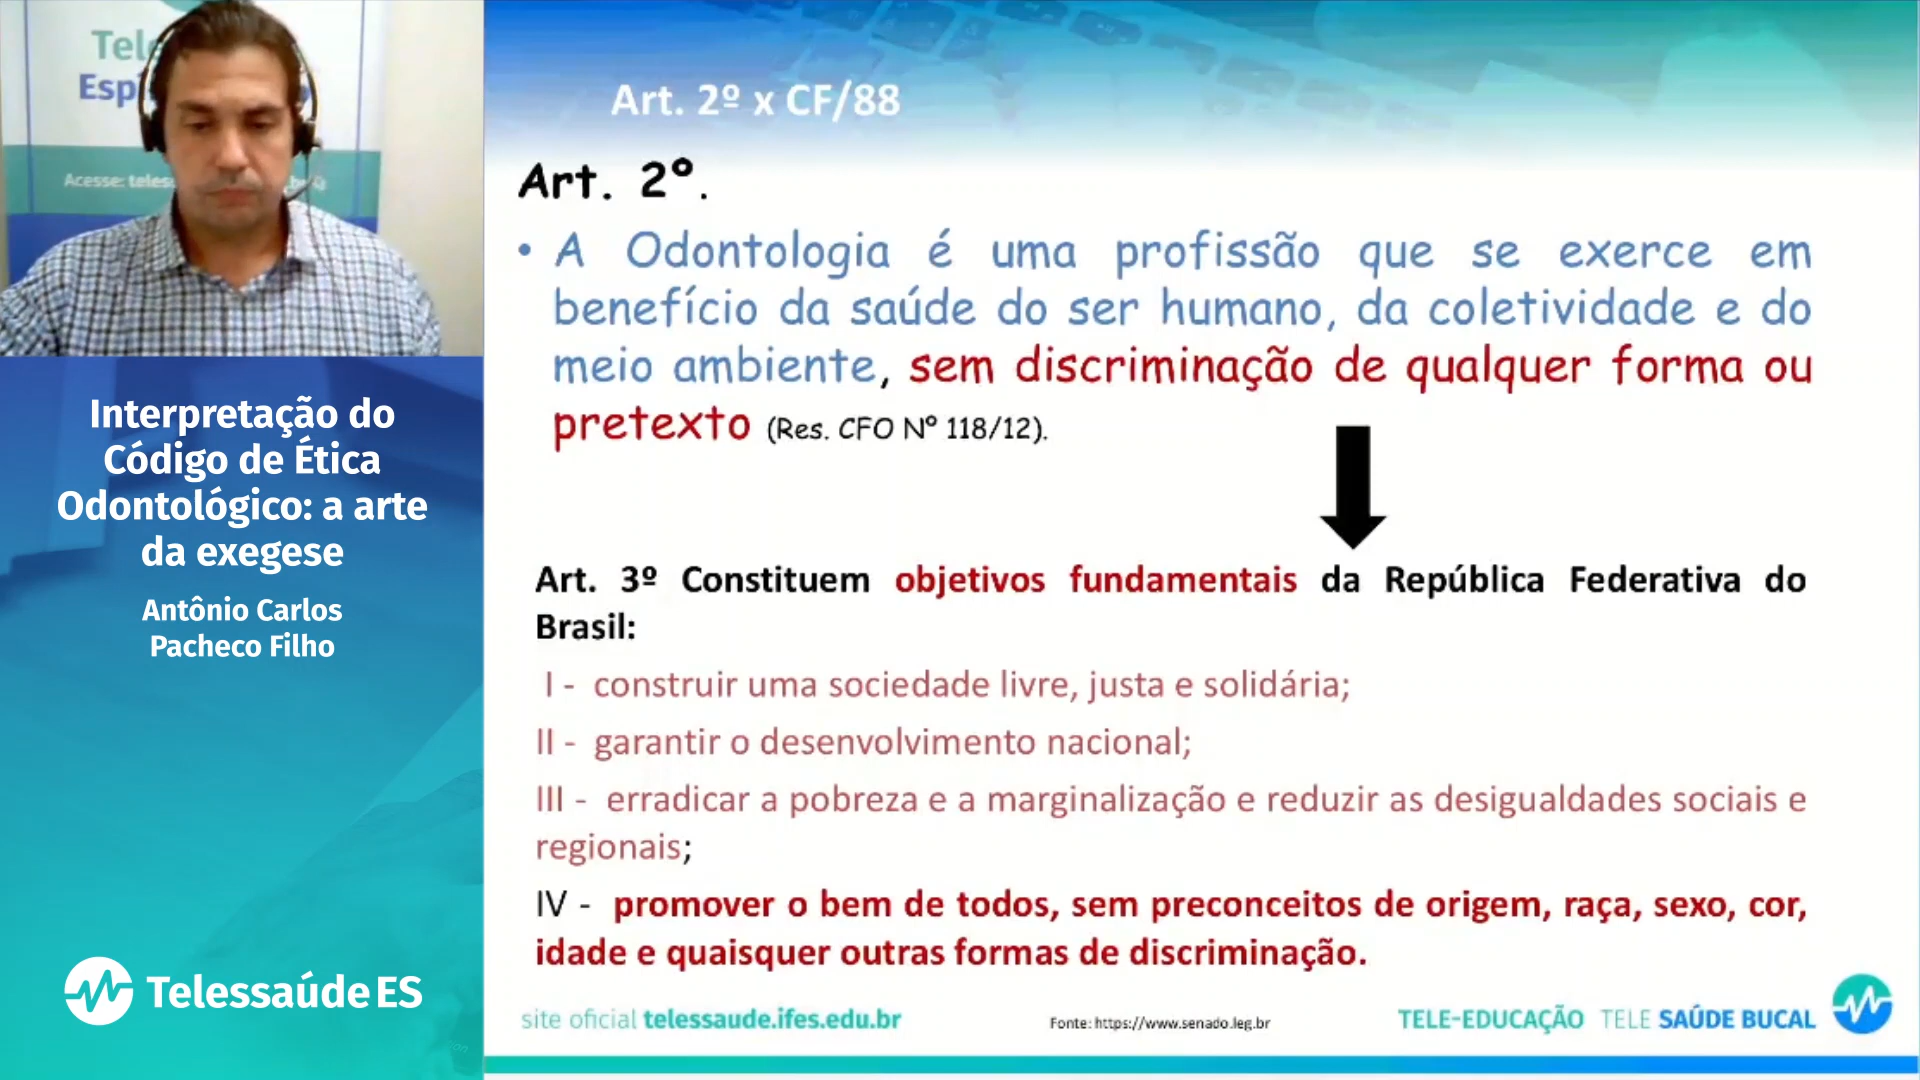 Tel
Esp
Acesse: teles
Interpretação do
Código de Ética
Odontológico: a arte
da exegese
Antônio Carlos
Pacheco Filho
TelessaúdeES
Art. 2º x CF/88
Art. 2º.
• A Odontologia é uma profissão que se exerce em
benefício da saúde do ser humano, da coletividade e do
meio ambiente, sem discriminação de qualquer forma ou
pretexto (Res. CFO Nº 118/12).
Art. 3º Constituem objetivos fundamentais da República Federativa do
Brasil:
I - construir uma sociedade livre, justa e solidária;
II - garantir o desenvolvimento nacional;
III - erradicar a pobreza e a marginalização e reduzir as desigualdades sociais e
regionais;
IV - promover o bem de todos, sem preconceitos de origem, raça, sexo, cor,
idade e quaisquer outras formas de discriminação.
site oficial telessaude.ifes.edu.br
Fonte: https://www.senado.leg.br
TELE-EDUCAÇÃO TELE SAÚDE BUCAL